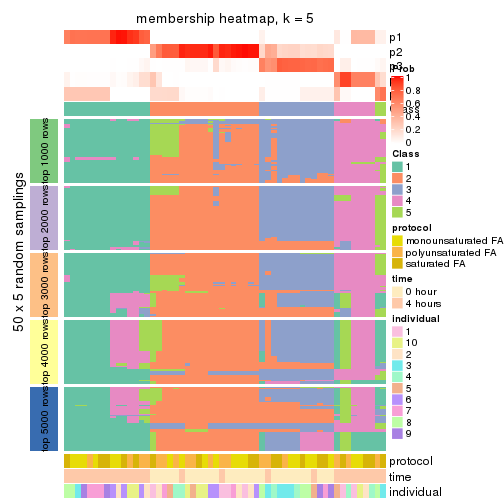 membership heatmap, k = 5
p1
p2
p3
Prob
1
0.8
0.6
0.4
0.2
0
Class
1
2
3
4
5
protocol
monounsaturated FA
polyunsaturated FA
saturated FA
time
0 hour
4 hours
individual
1
10
2
3
4
5
6
7
8
9
50 x 5 random samplings
top 1000 rows
top 2000 rows
top 3000 rows
top 4000 rows
top 5000 rows
protocol
time
individual